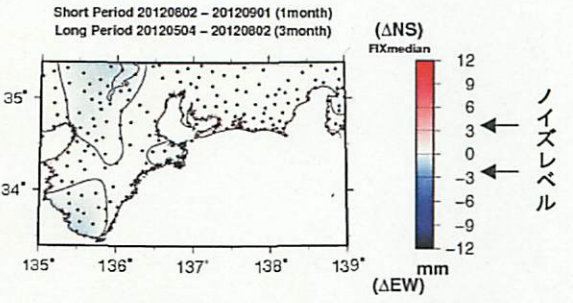 Short Period 20120802 – 20120901 (1month)
Long Period 20120504 – 20120802 (3month)
(ΔNS)
FIXmedian
12
9
6
3
0
−3
−6
−9
−12
mm
(ΔEW)
ノイズレベル
35°
34°
135° 136° 137° 138° 139°